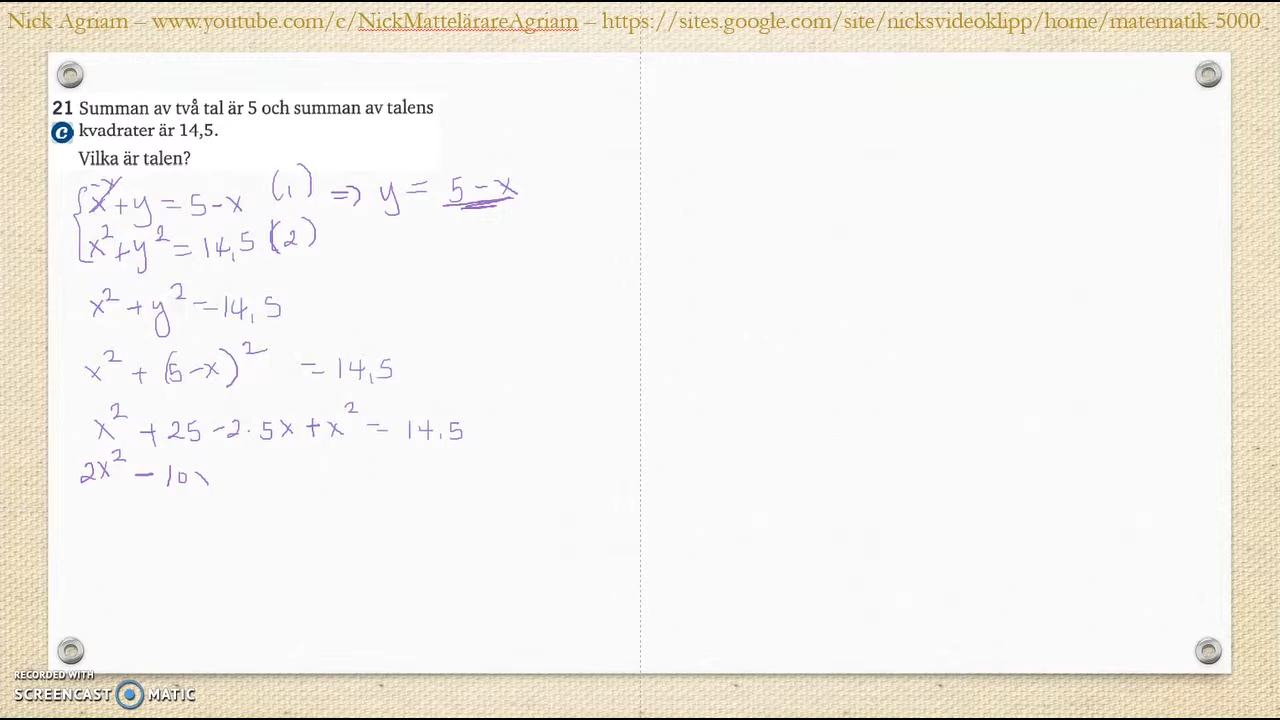 Nick Agriam – www.youtube.com/c/NickMattelärareAgriam – https://sites.google.com/site/nicksvideoklipp/home/matematik-5000
21 Summan av två tal är 5 och summan av talens
C kvadrater är 14,5.
Vilka är talen?
-x
x + y = 5 - x (1) => y = 5 - x
x² + y² = 14,5 (2)
x² + y² = 14,5
x² + (5 - x)² = 14,5
x² + 25 - 2·5x + x² = 14.5
2x² - 10x
RECORDED WITH
SCREENCAST MATIC